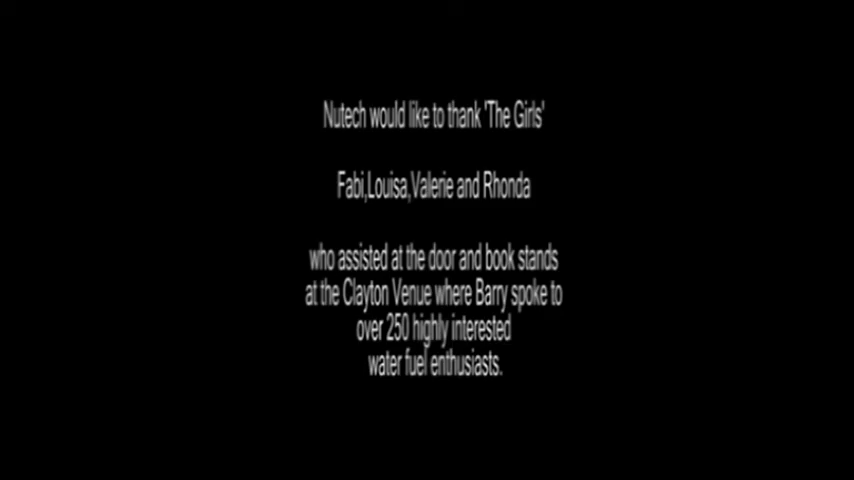 Nutech would like to thank 'The Girls'
Fabi,Louisa,Valerie and Rhonda
who assisted at the door and book stands
at the Clayton Venue where Barry spoke to
over 250 highly interested
water fuel enthusiasts.